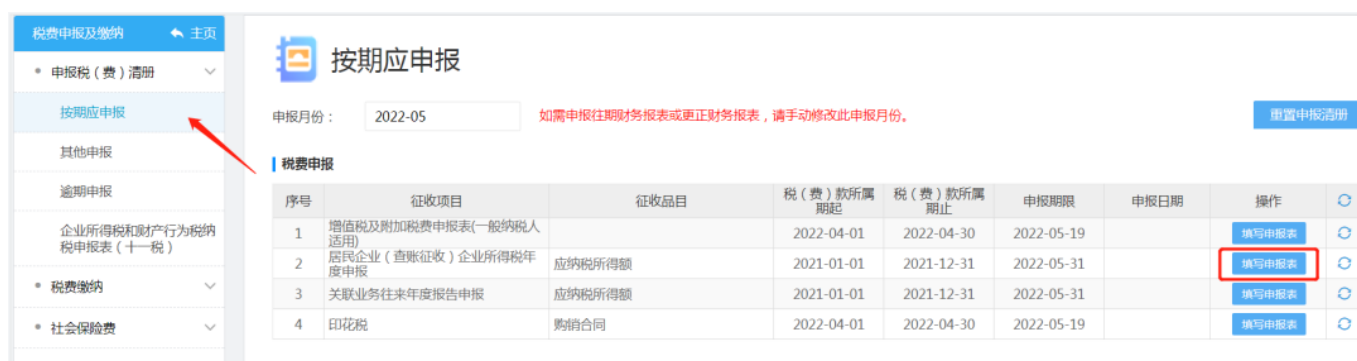 税费申报及缴纳 主页
申报税（费）清册
按期应申报
其他申报
逾期申报
企业所得税和财产行为税纳
税申报表（十一税）
税费缴纳
社会保险费
按期应申报
申报月份： 2022-05 如需申报往期财务报表或更正财务报表，请手动修改此申报月份。 重置申报清册
税费申报
序号 征收项目 征收品目 税（费）款所属期起 税（费）款所属期止 申报期限 申报日期 操作
1 增值税及附加税费申报表(一般纳税人适用) 2022-04-01 2022-04-30 2022-05-19 填写申报表
2 居民企业（查账征收）企业所得税年度申报 应纳税所得额 2021-01-01 2021-12-31 2022-05-31 填写申报表
3 关联业务往来年度报告申报 应纳税所得额 2021-01-01 2021-12-31 2022-05-31 填写申报表
4 印花税 购销合同 2022-04-01 2022-04-30 2022-05-19 填写申报表